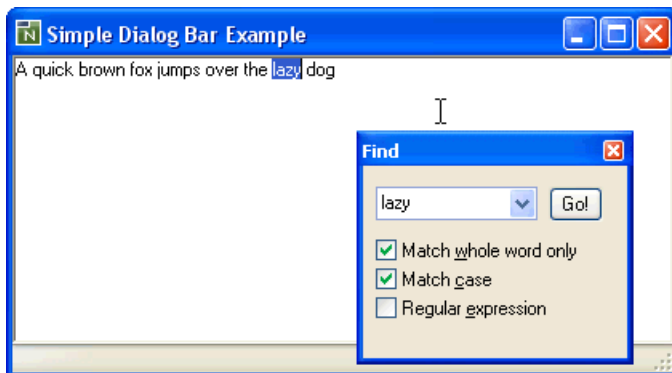 Simple Dialog Bar Example
A quick brown fox jumps over the lazy dog
Find
lazy
Go!
Match whole word only
Match case
Regular expression